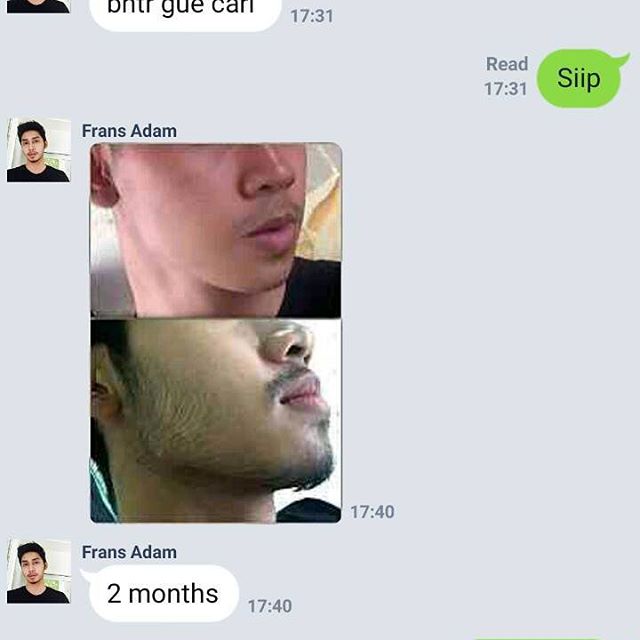 bntr gue cari
17:31
Read
17:31
Siip
Frans Adam
17:40
Frans Adam
2 months
17:40